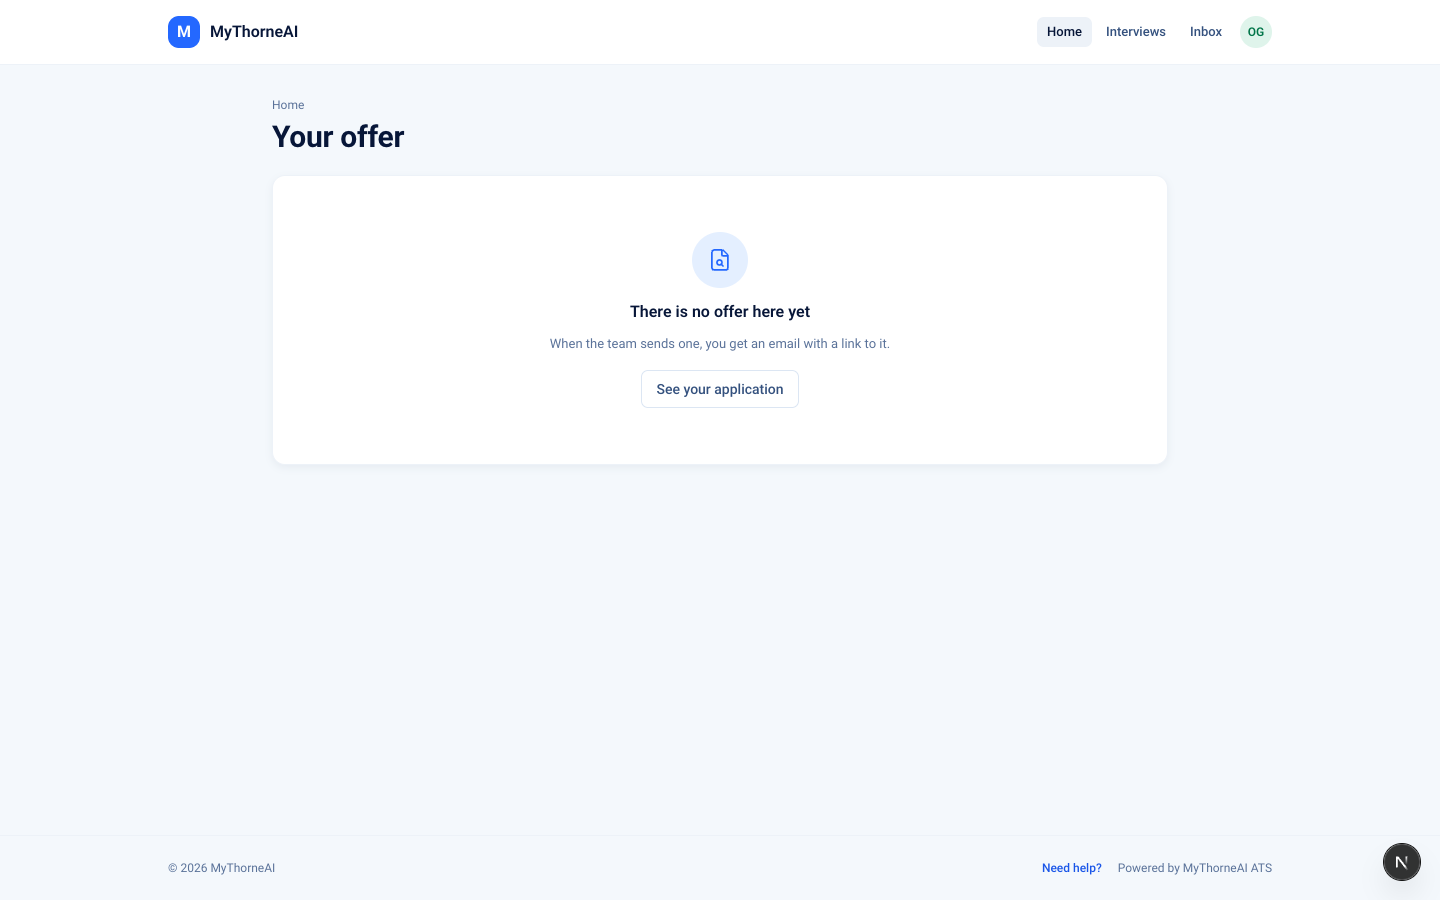 M MyThorneAI
Home Interviews Inbox OG
Home
Your offer
There is no offer here yet
When the team sends one, you get an email with a link to it.
See your application
© 2026 MyThorneAI
Need help? Powered by MyThorneAI ATS
N